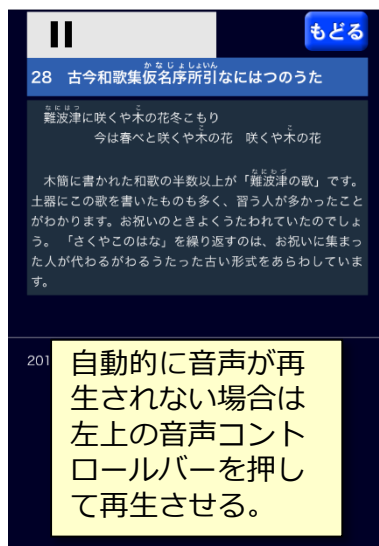 もどる
28　古今和歌集仮名序所引なにはつのうた
かなじょしょいん
難波津に咲くや木の花冬こもり
なにはつ　こ
今は春べと咲くや木の花　咲くや木の花
こ　こ
木簡に書かれた和歌の半数以上が「難波津の歌」です。
なにわづ
土器にこの歌を書いたものも多く、習う人が多かったこと
がわかります。お祝いのときよくうたわれていたのでしょ
う。「さくやこのはな」を繰り返すのは、お祝いに集まっ
た人が代わるがわるうたった古い形式をあらわしていま
す。
201
自動的に音声が再
生されない場合は
左上の音声コント
ロールバーを押し
て再生させる。